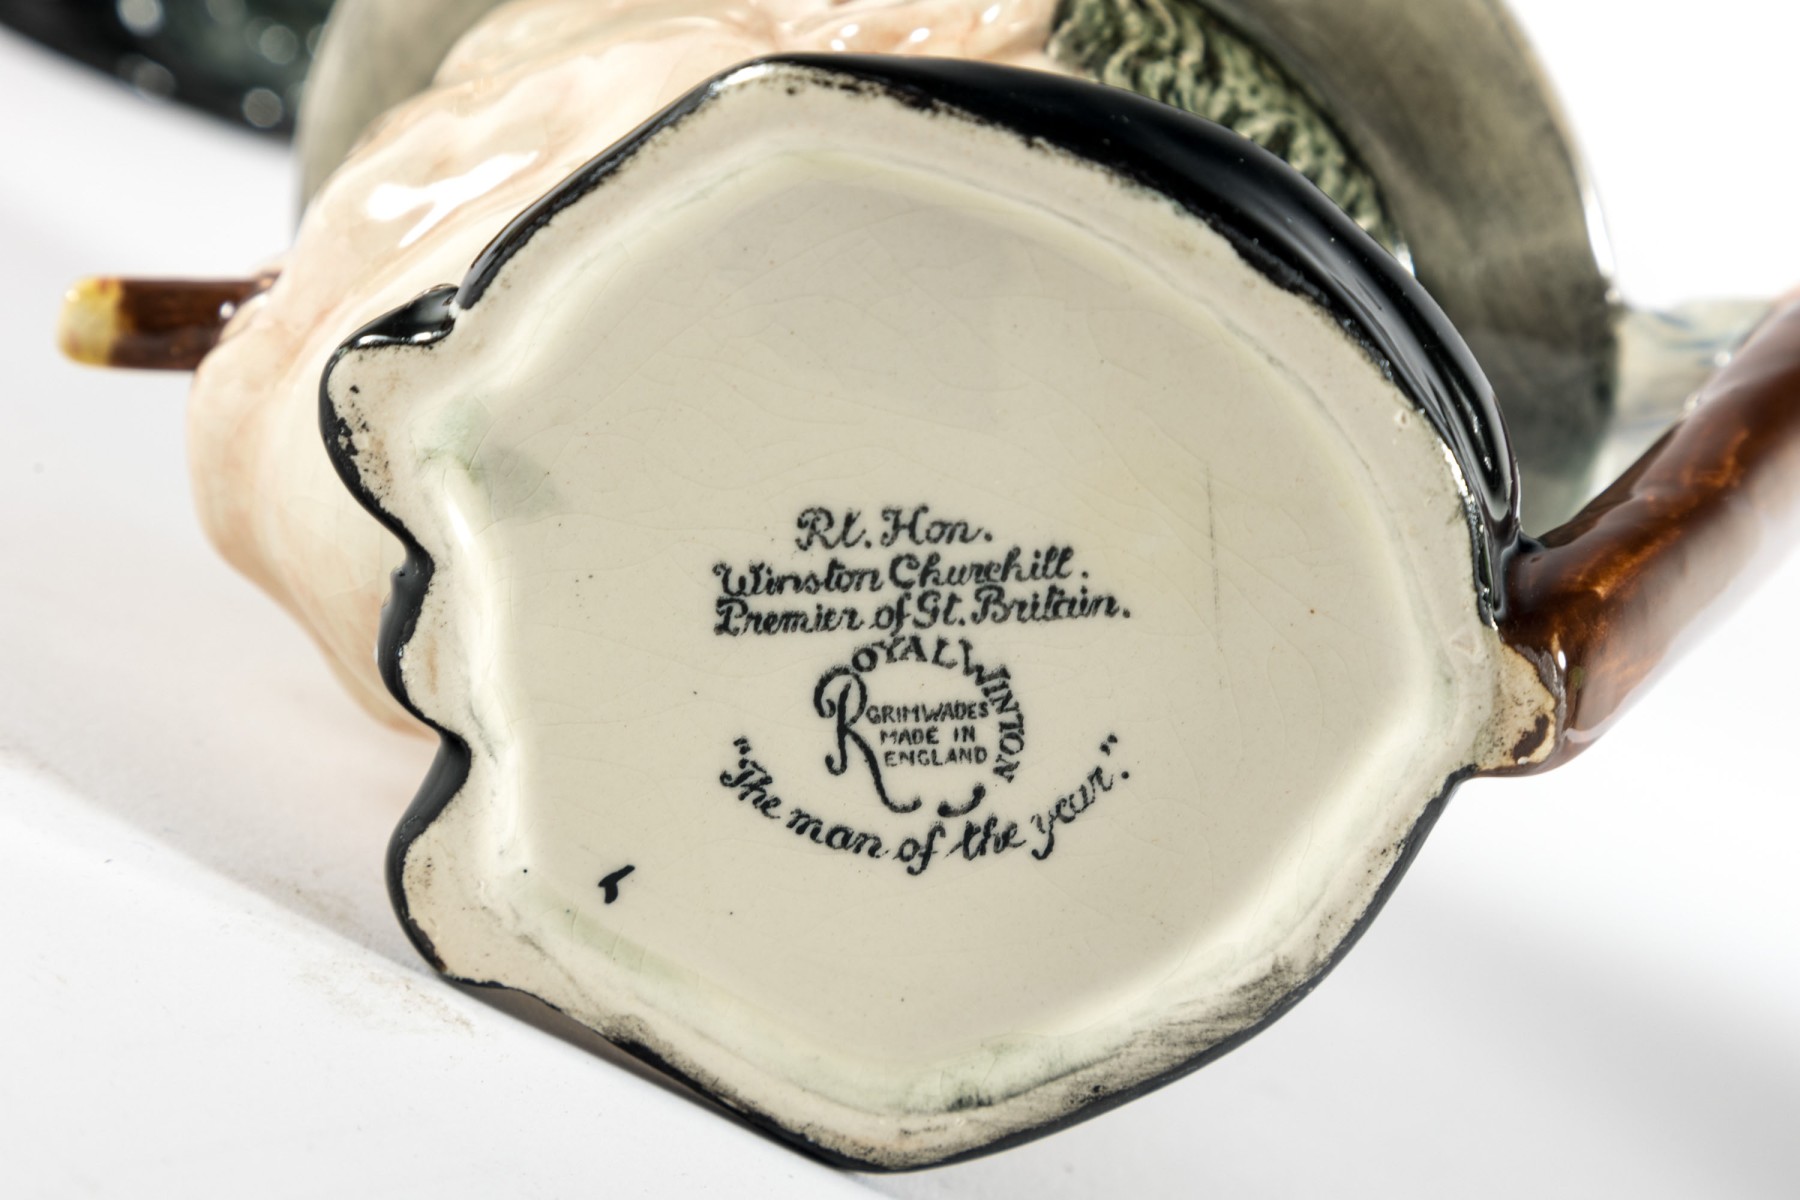 Rt. Hon.
Winston Churchill.
Premier of Gt. Britain.
ROYAL WINTON
GRIMWADES
MADE IN
ENGLAND
"The man of the year."